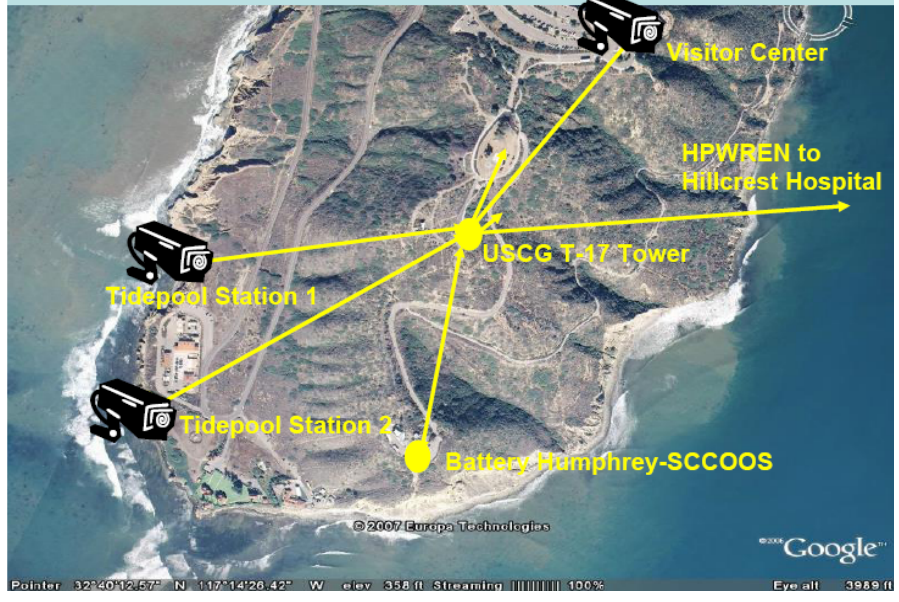 Visitor Center
HPWREN to
Hillcrest Hospital
USCG T-17 Tower
Tidepool Station 1
Tidepool Station 2
Battery Humphrey-SCCOOS
© 2007 Europa Technologies
©2006 Google™
Pointer 32°40'12.57" N 117°14'26.42" W elev 358 ft Streaming ||||||||| 100% Eye alt 3989 ft